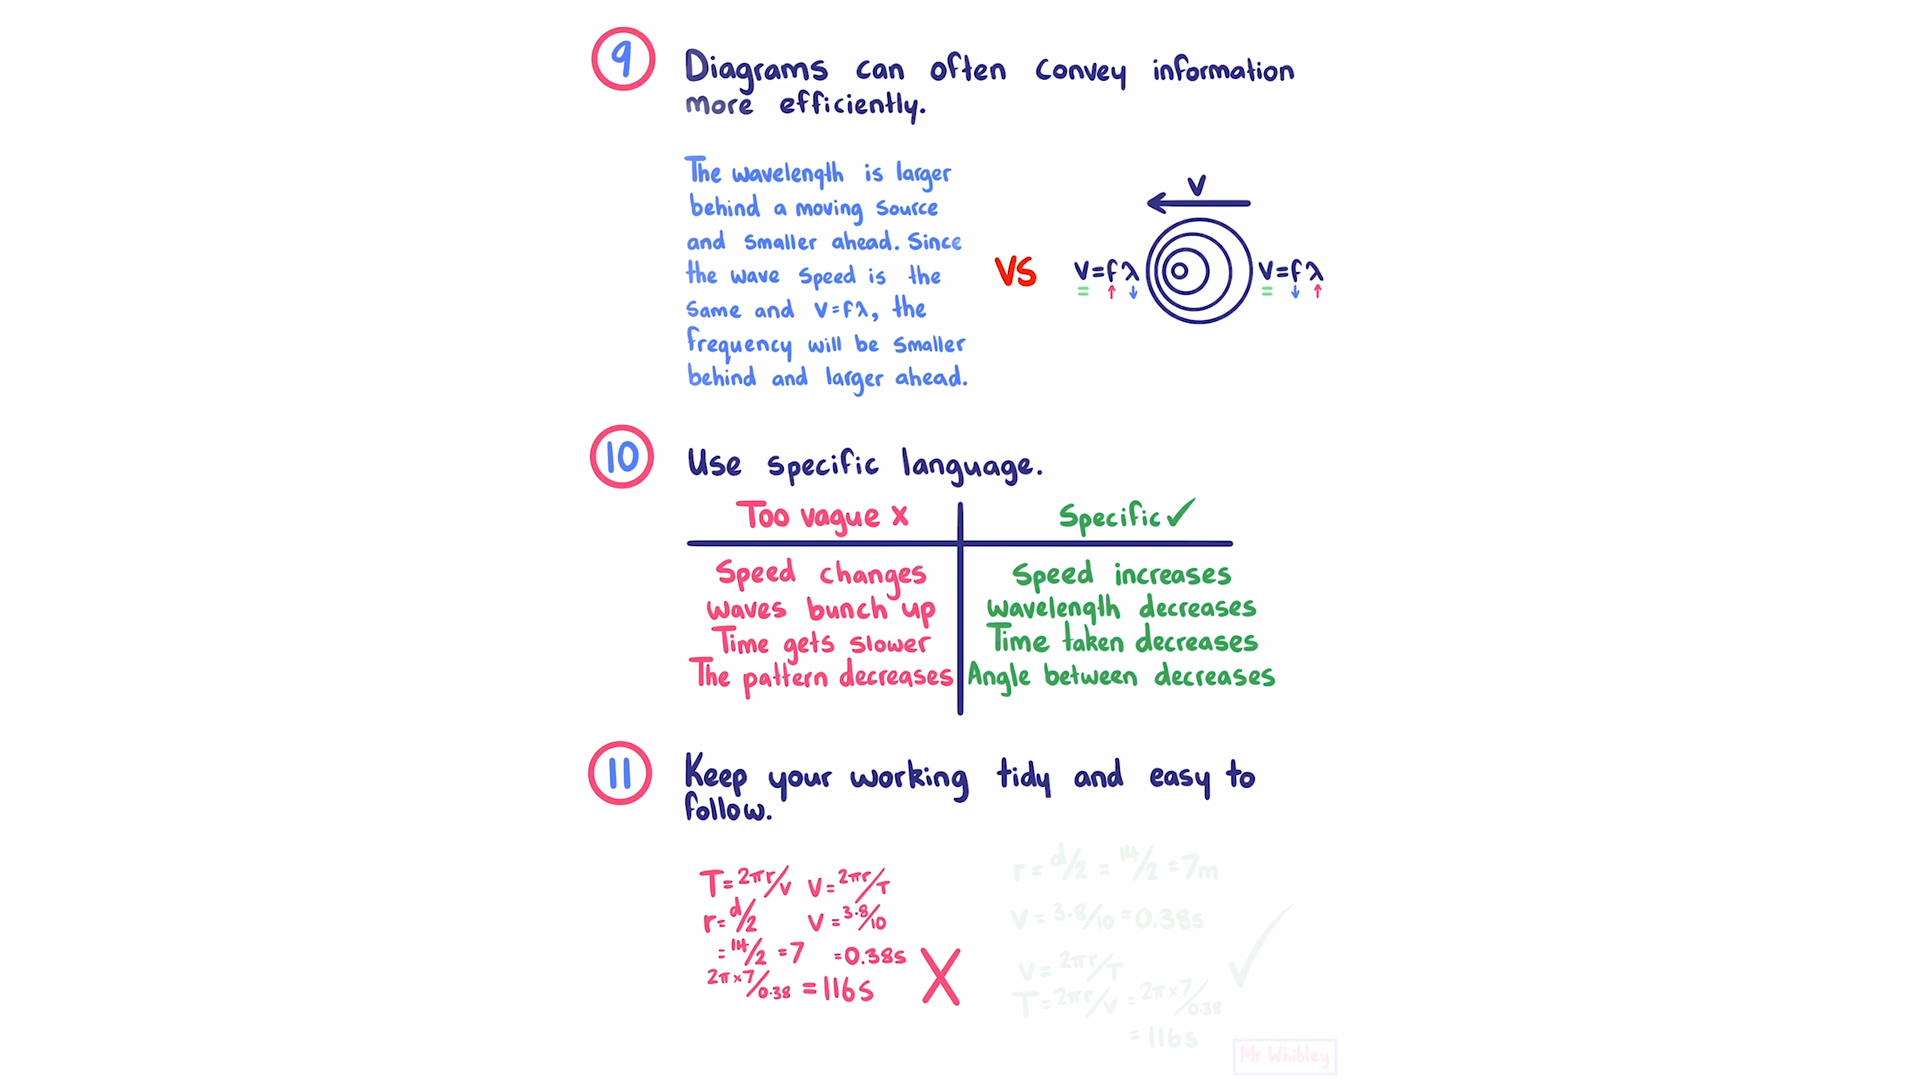 9
Diagrams can often convey information
more efficiently.
The wavelength is larger
behind a moving source
and smaller ahead. Since
the wave speed is the
same and v=fλ, the
frequency will be smaller
behind and larger ahead.
VS
V
V=fλ
= ↑ ↓
V=fλ
= ↓ ↑
10
Use specific language.
Too vague x
Specific ✓
Speed changes
Waves bunch up
Time gets slower
The pattern decreases
Speed increases
Wavelength decreases
Time taken decreases
Angle between decreases
11
Keep your working tidy and easy to
follow.
T=2πr/v V=2πr/T
r=d/2 V=3.8/10
=14/2 =7 =0.38s
2π×7/0.38 =116s
X
r=d/2 = 14/2 =7m
V=3.8/10 =0.38s
V=2πr/T
T=2πr/v =2π×7/0.38
=116s
✓
Mr Whibley